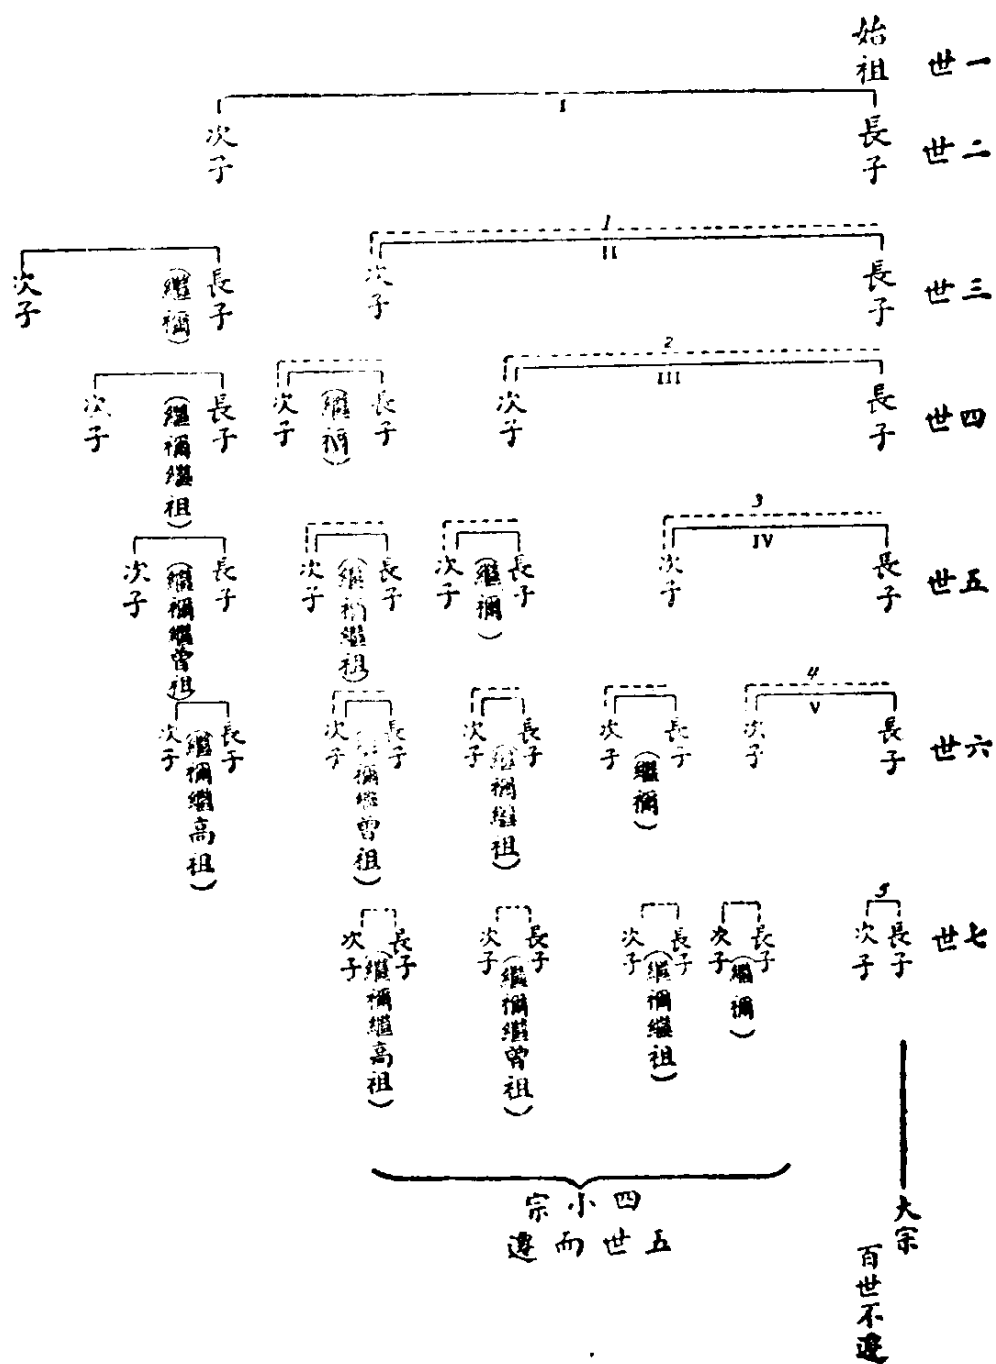 始祖
一世
I
長子
次子
二世
1
II
長子
次子
長子
(繼禰)
次子
三世
2
III
長子
次子
長子
(繼禰)
次子
長子
(繼禰繼祖)
次子
四世
3
IV
長子
次子
長子
(繼禰)
次子
長子
(繼禰繼祖)
次子
長子
(繼禰繼曾祖)
次子
五世
4
V
長子
次子
長子
(繼禰)
次子
長子
(繼禰繼祖)
次子
長子
禰繼曾祖)
次子
長子
(繼禰繼高祖)
次子
六世
5
長子
次子
長子
(繼禰)
次子
長子
(繼禰繼祖)
次子
長子
(繼禰繼曾祖)
次子
長子
(繼禰繼高祖)
次子
七世
大宗
百世不遷
四小宗
五世而遷